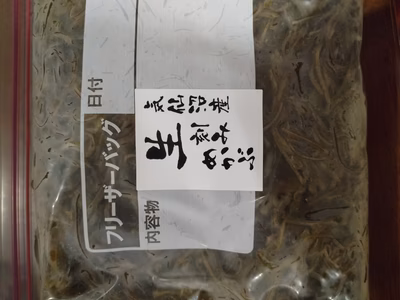 気仙沼産
生
刻み
めかぶ
日付
フリーザーバッグ
内容物